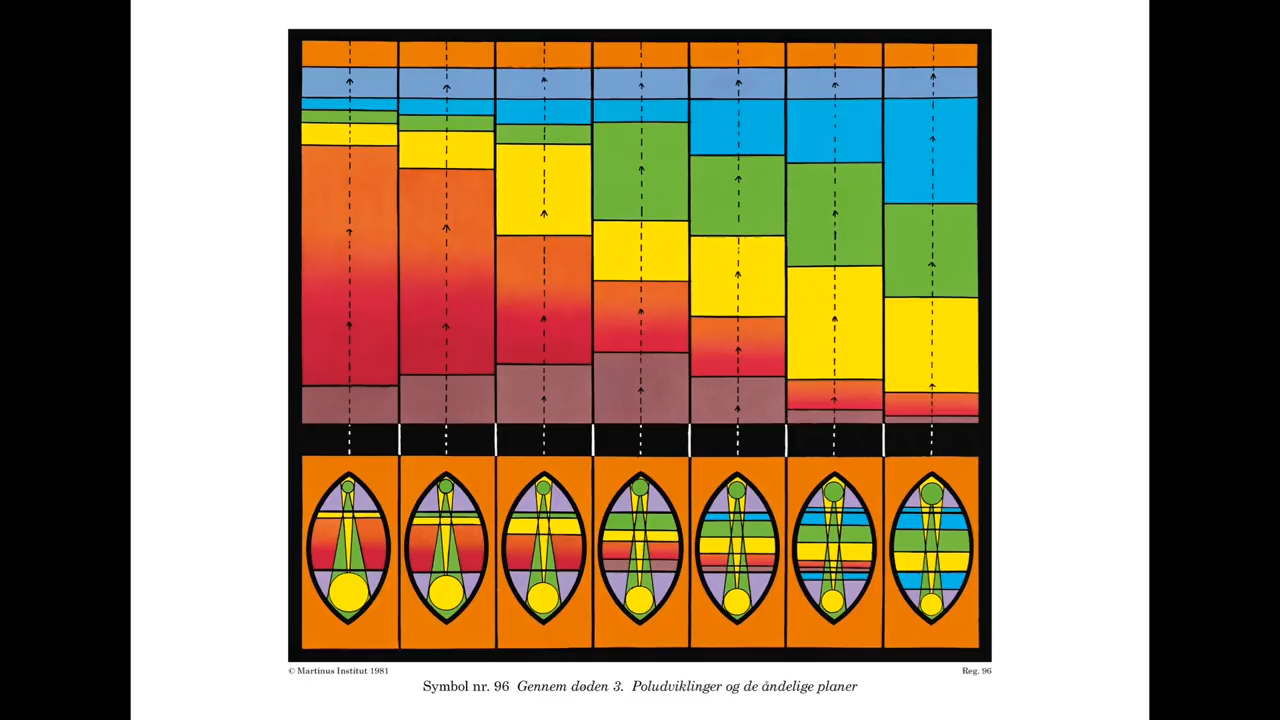 © Martinus Institut 1981
Reg. 96
Symbol nr. 96 Gennem døden 3. Poludviklinger og de åndelige planer